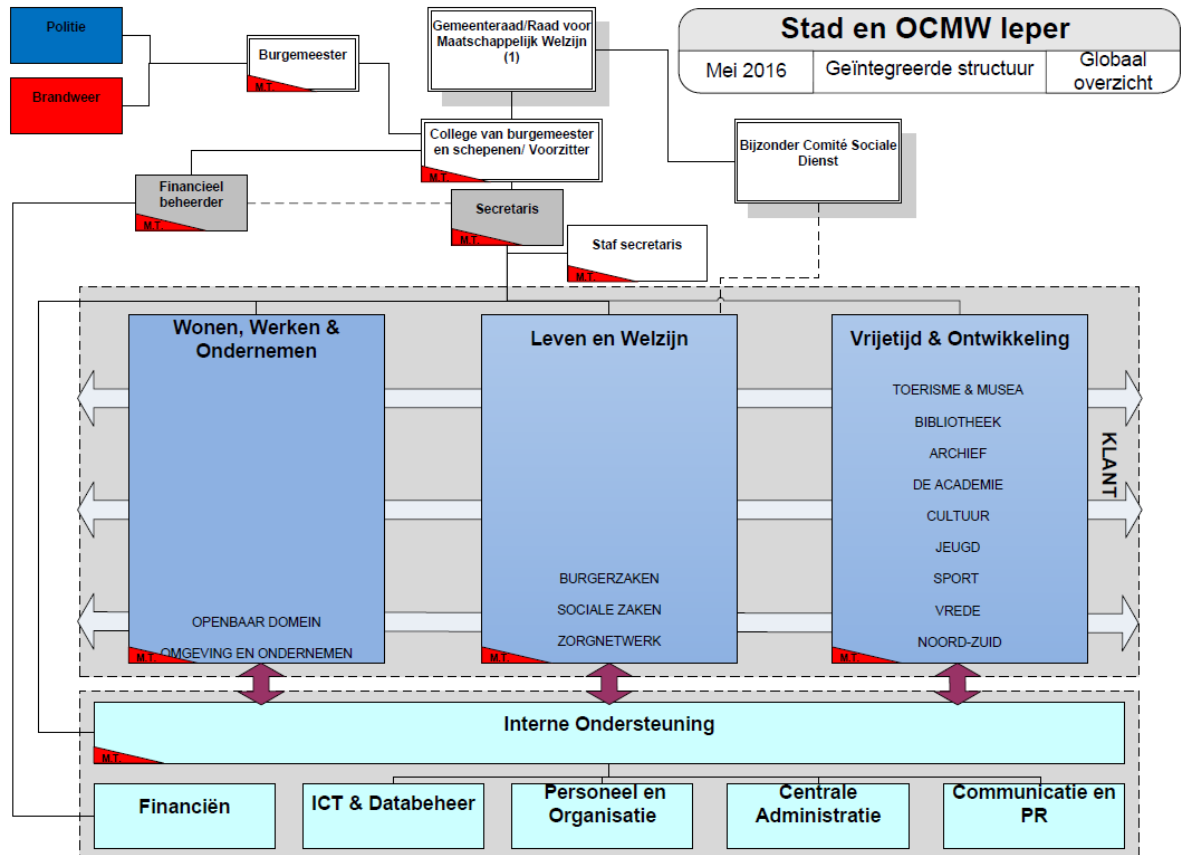 Politie
Brandweer
Burgemeester
M.T.
Gemeenteraad/Raad voor
Maatschappelijk Welzijn
(1)
Stad en OCMW Ieper
Mei 2016
Geïntegreerde structuur
Globaal
overzicht
College van burgemeester
en schepenen/ Voorzitter
M.T.
Bijzonder Comité Sociale
Dienst
Financieel
beheerder
M.T.
Secretaris
M.T.
Staf secretaris
M.T.
Wonen, Werken &
Ondernemen
OPENBAAR DOMEIN
OMGEVING EN ONDERNEMEN
M.T.
Leven en Welzijn
BURGERZAKEN
SOCIALE ZAKEN
ZORGNETWERK
M.T.
Vrijetijd & Ontwikkeling
TOERISME & MUSEA
BIBLIOTHEEK
ARCHIEF
DE ACADEMIE
CULTUUR
JEUGD
SPORT
VREDE
NOORD-ZUID
M.T.
KLANT
Interne Ondersteuning
M.T.
Financiën
ICT & Databeheer
Personeel en
Organisatie
Centrale
Administratie
Communicatie en
PR